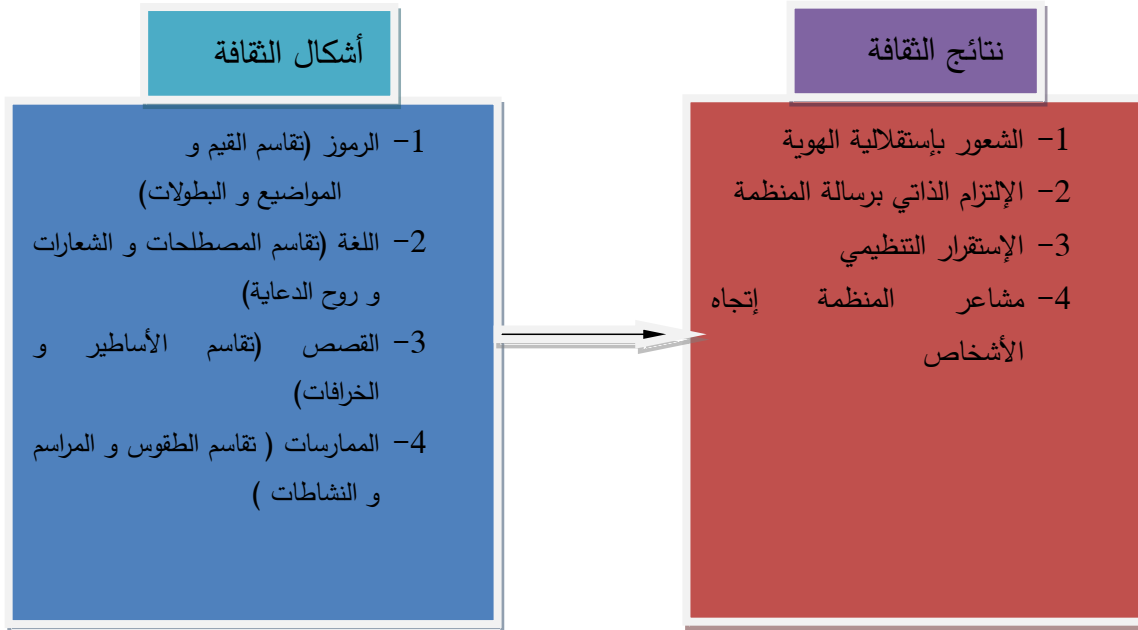 أشكال الثقافة
1- الرموز (تقاسم القيم و
المواضيع و البطولات)
2- اللغة (تقاسم المصطلحات و الشعارات
و روح الدعاية)
3- القصص (تقاسم الأساطير و
الخرافات)
4- الممارسات ( تقاسم الطقوس و المراسم
و النشاطات )
نتائج الثقافة
1- الشعور بإستقلالية الهوية
2- الإلتزام الذاتي برسالة المنظمة
3- الإستقرار التنظيمي
4- مشاعر المنظمة إتجاه
الأشخاص